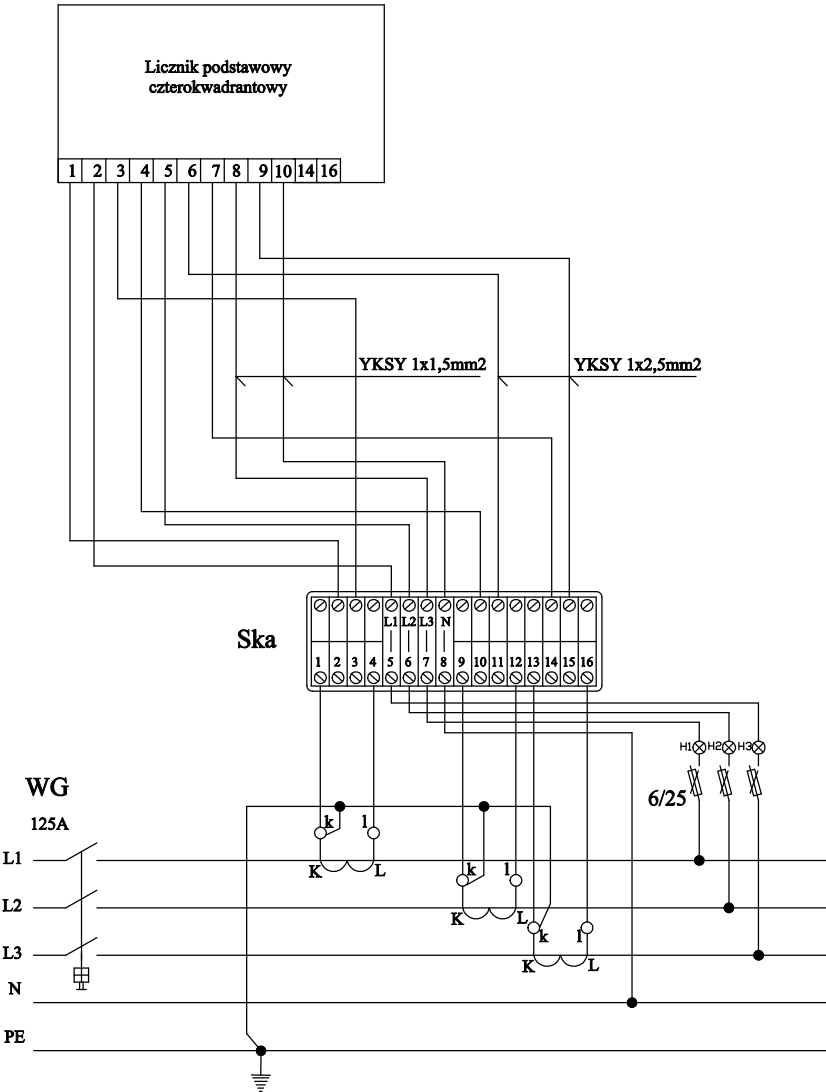 Licznik podstawowy
czterokwadrantowy
1 2 3 4 5 6 7 8 9 10 14 16
YKSY 1x1,5mm2 YKSY 1x2,5mm2
Ska
L1 L2 L3 N
1 2 3 4 5 6 7 8 9 10 11 12 13 14 15 16
H1 H2 H3
WG
6/25
125A
k l
L1
K L
k l
L2
K L
k l
L3
K L
N
PE